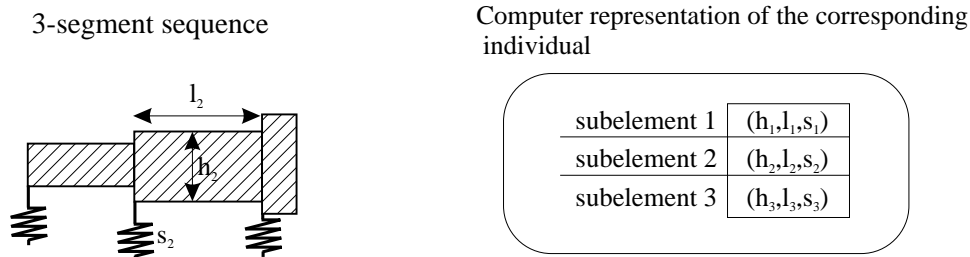 3-segment sequence
Computer representation of the corresponding
individual
l₂
h₂
s₂
subelement 1 (h₁,l₁,s₁)
subelement 2 (h₂,l₂,s₂)
subelement 3 (h₃,l₃,s₃)